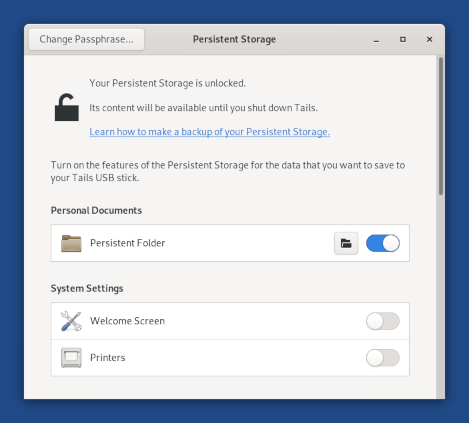 Change Passphrase...
Persistent Storage
Your Persistent Storage is unlocked.
Its content will be available until you shut down Tails.
Learn how to make a backup of your Persistent Storage.
Turn on the features of the Persistent Storage for the data that you want to save to
your Tails USB stick.
Personal Documents
Persistent Folder
System Settings
Welcome Screen
Printers